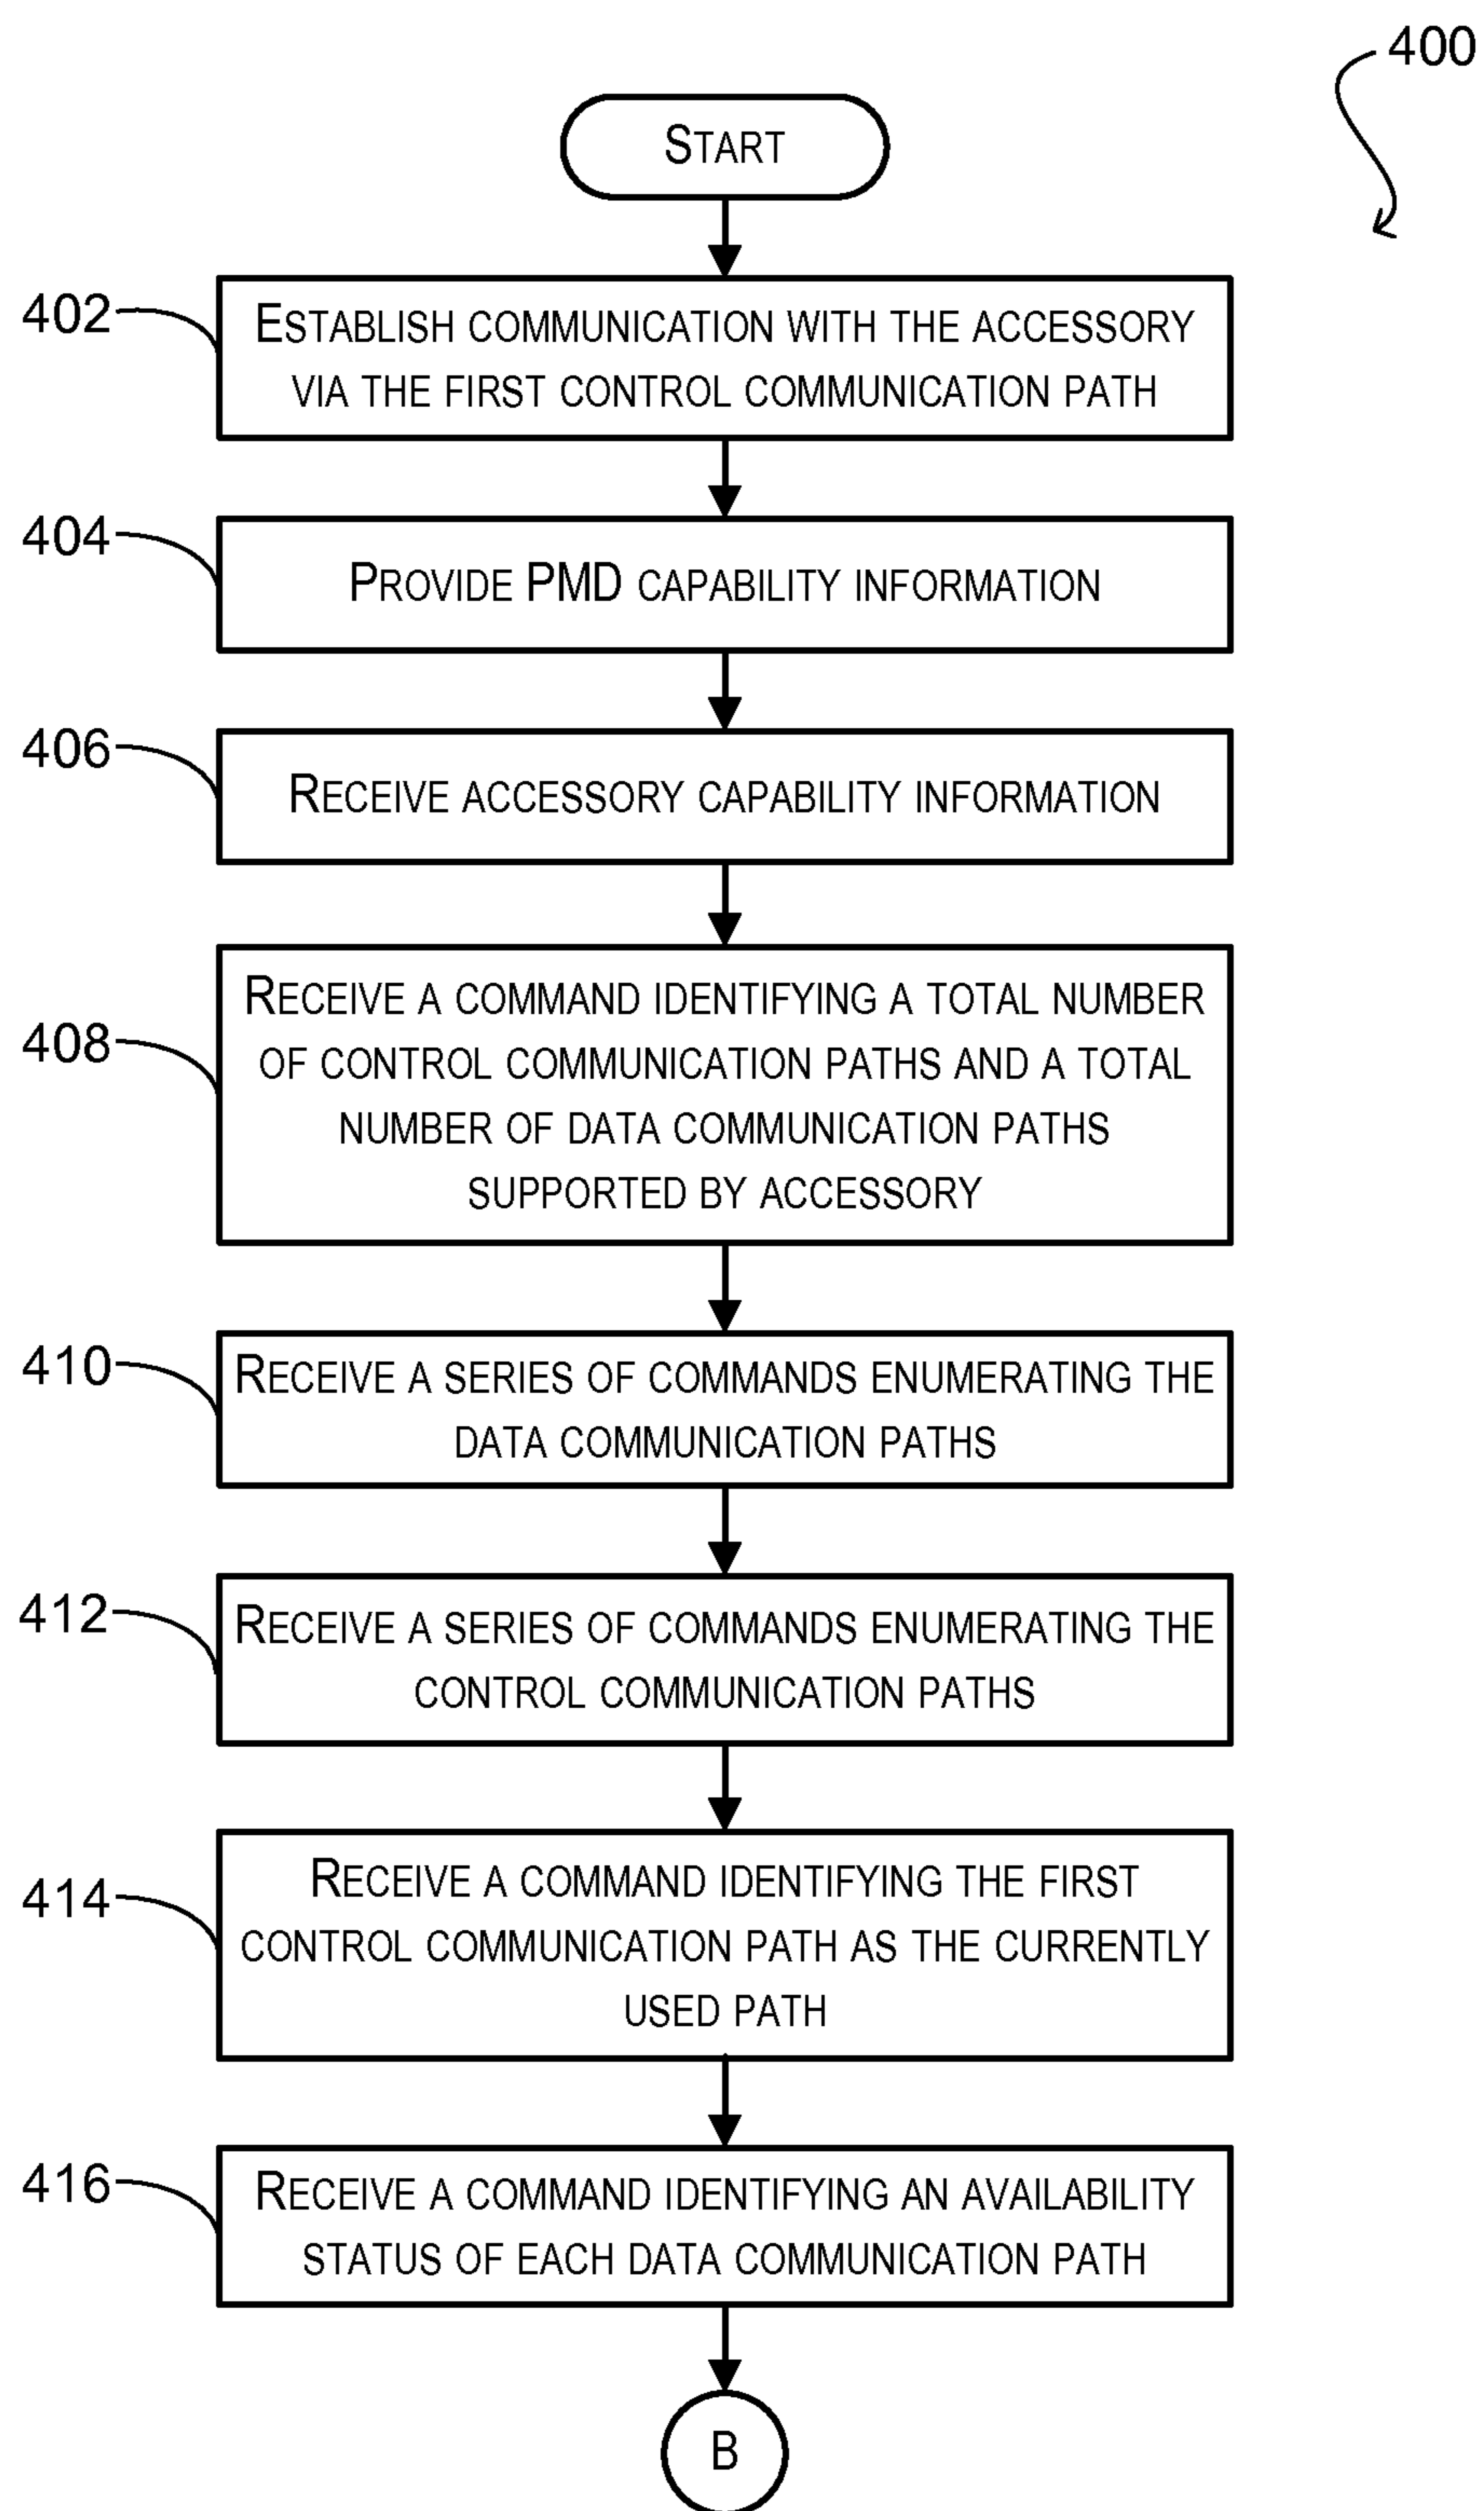 400
START
402
ESTABLISH COMMUNICATION WITH THE ACCESSORY
VIA THE FIRST CONTROL COMMUNICATION PATH
404
PROVIDE PMD CAPABILITY INFORMATION
406
RECEIVE ACCESSORY CAPABILITY INFORMATION
408
RECEIVE A COMMAND IDENTIFYING A TOTAL NUMBER
OF CONTROL COMMUNICATION PATHS AND A TOTAL
NUMBER OF DATA COMMUNICATION PATHS
SUPPORTED BY ACCESSORY
410
RECEIVE A SERIES OF COMMANDS ENUMERATING THE
DATA COMMUNICATION PATHS
412
RECEIVE A SERIES OF COMMANDS ENUMERATING THE
CONTROL COMMUNICATION PATHS
414
RECEIVE A COMMAND IDENTIFYING THE FIRST
CONTROL COMMUNICATION PATH AS THE CURRENTLY
USED PATH
416
RECEIVE A COMMAND IDENTIFYING AN AVAILABILITY
STATUS OF EACH DATA COMMUNICATION PATH
B